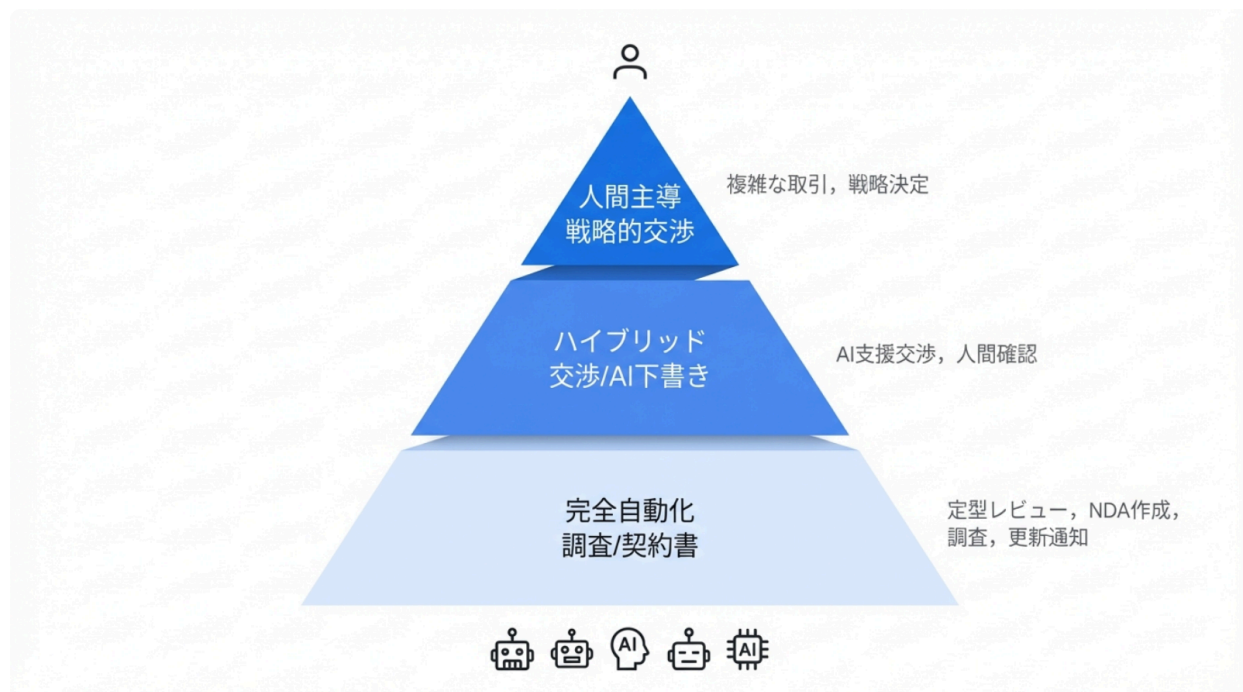 人間主導
戦略的交渉
複雑な取引，戦略決定
ハイブリッド
交渉/AI下書き
AI支援交渉，人間確認
完全自動化
調査/契約書
定型レビュー，NDA作成，
調査，更新通知
AI
AI